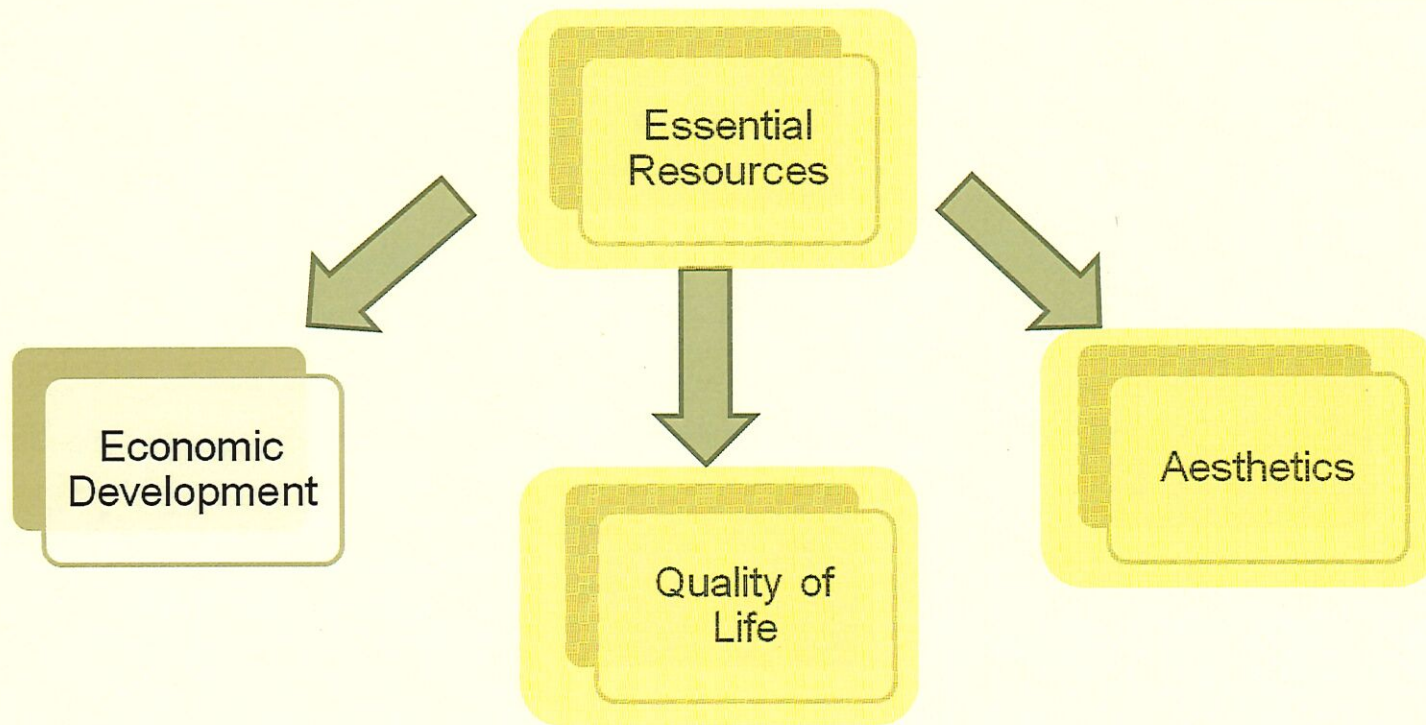 Essential
Resources
Economic
Development
Quality of
Life
Aesthetics